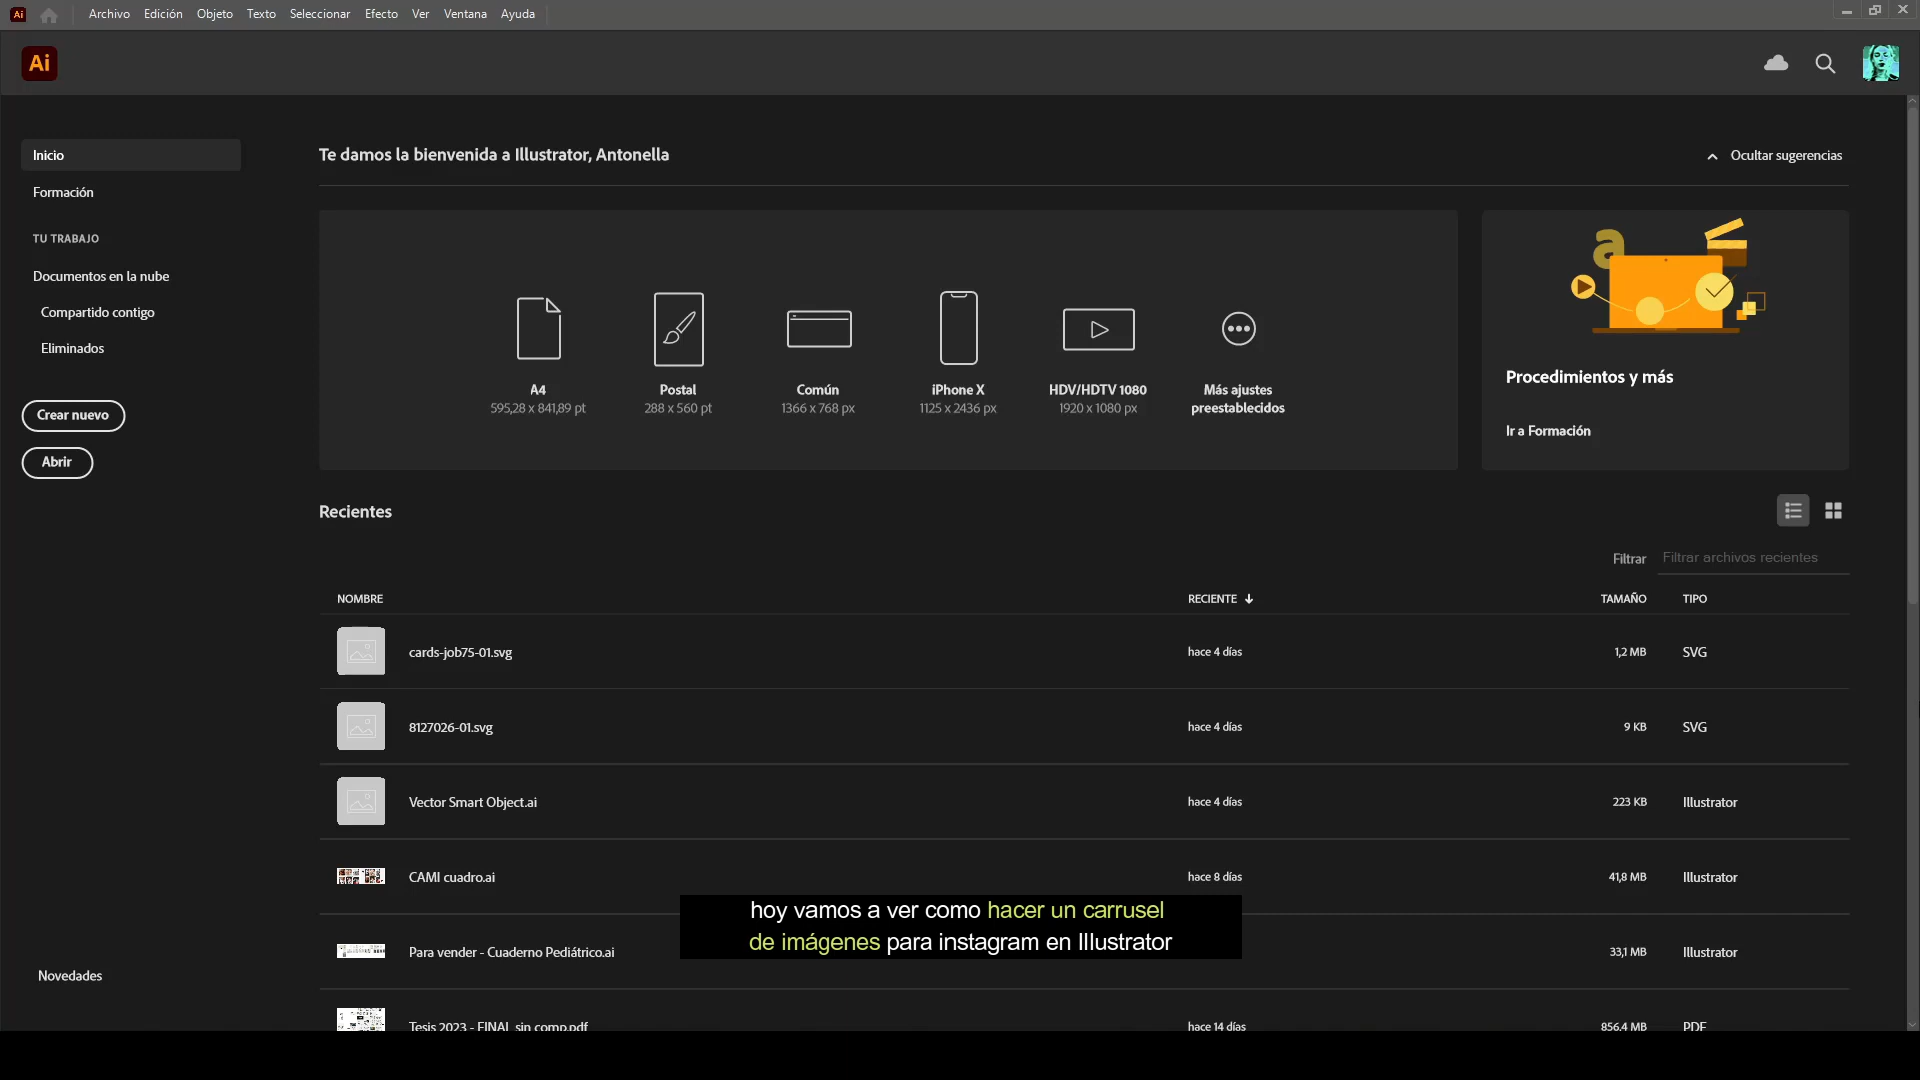 Ai
Archivo Edición Objeto Texto Seleccionar Efecto Ver Ventana Ayuda
Ai
Inicio
Formación
TU TRABAJO
Documentos en la nube
Compartido contigo
Eliminados
Crear nuevo
Abrir
Novedades
Te damos la bienvenida a Illustrator, Antonella
Ocultar sugerencias
A4
595,28 x 841,89 pt
Postal
288 x 560 pt
Común
1366 x 768 px
iPhone X
1125 x 2436 px
HDV/HDTV 1080
1920 x 1080 px
Más ajustes
preestablecidos
a
Procedimientos y más
Ir a Formación
Recientes
Filtrar Filtrar archivos recientes
NOMBRE RECIENTE TAMAÑO TIPO
cards-job75-01.svg hace 4 días 1,2 MB SVG
8127026-01.svg hace 4 días 9 KB SVG
Vector Smart Object.ai hace 4 días 223 KB Illustrator
CAMI cuadro.ai hace 8 días 41,8 MB Illustrator
Para vender - Cuaderno Pediátrico.ai 33,1 MB Illustrator
Tesis 2023 - FINAL sin comp.pdf hace 14 días 856,4 MB PDF
hoy vamos a ver como hacer un carrusel
de imágenes para instagram en Illustrator